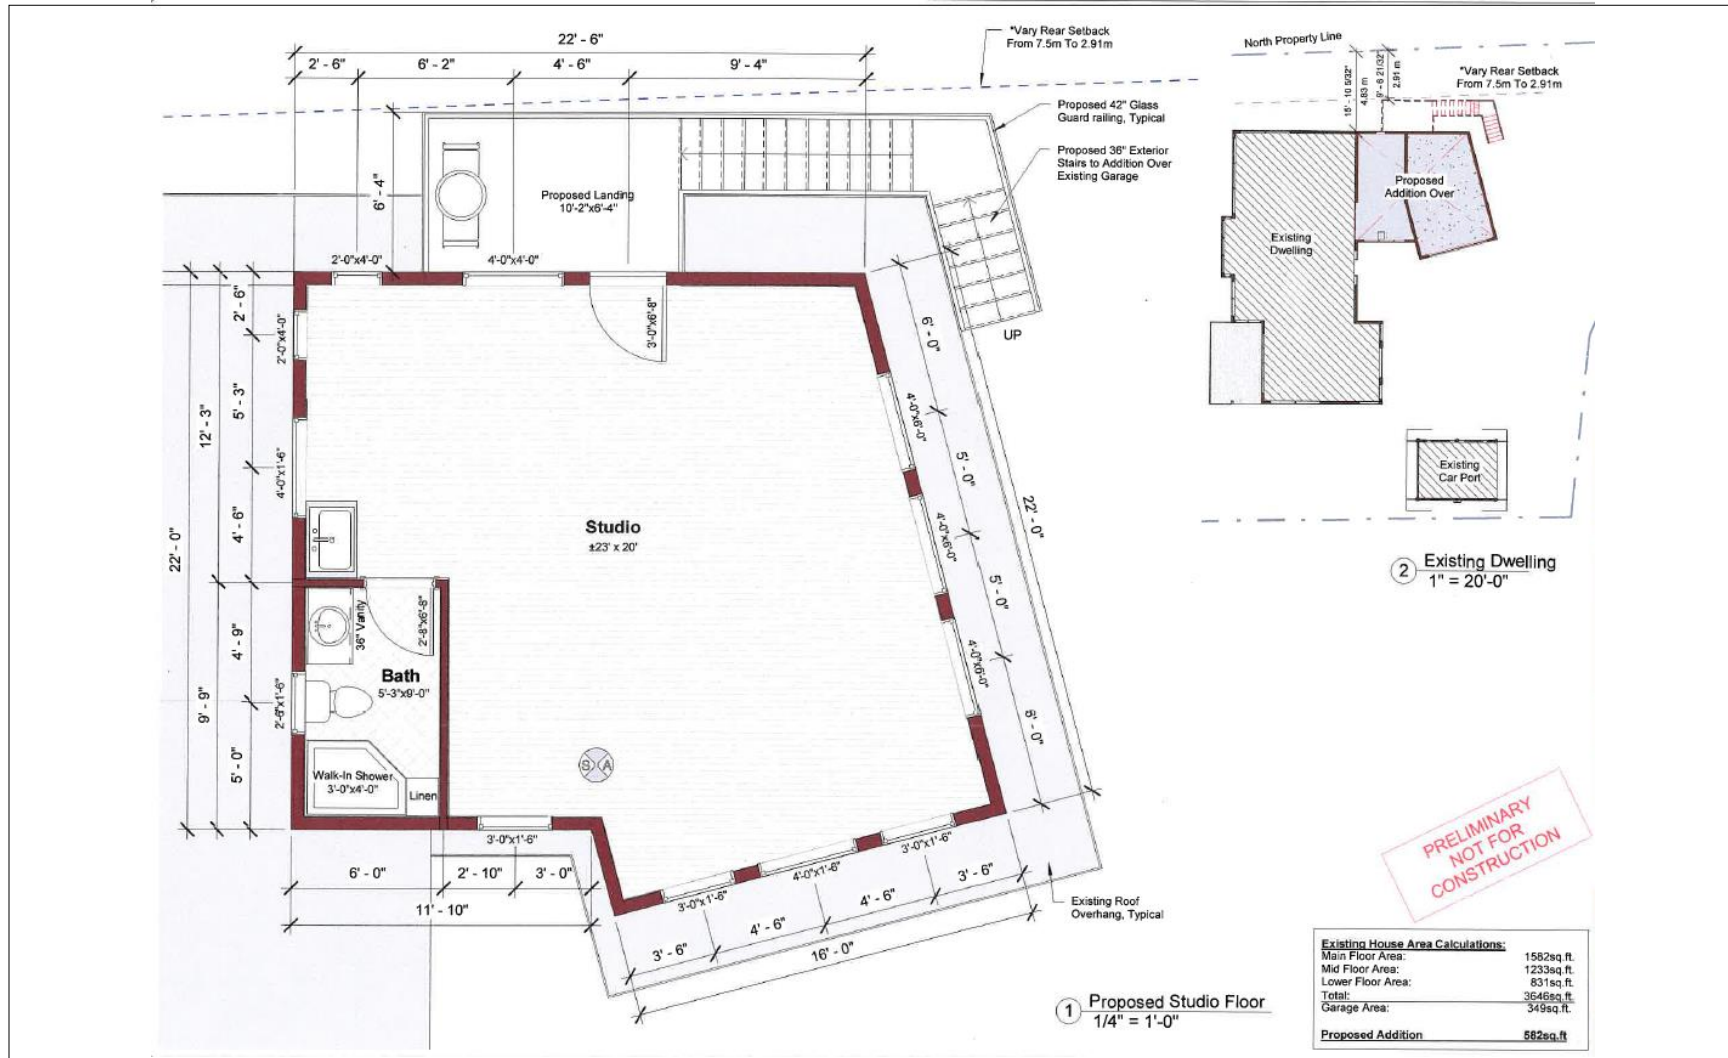 22' - 6"
2' - 6"
6' - 2"
4' - 6"
9' - 4"
*Vary Rear Setback
From 7.5m To 2.91m
Proposed 42" Glass
Guard railing, Typical
Proposed 36" Exterior
Stairs to Addition Over
Existing Garage
6' - 4"
Proposed Landing
10'-2"x6'-4"
2'-0"x4'-0"
4'-0"x4'-0"
3'-0"x6'-8"
UP
22' - 0"
12' - 3"
9' - 9"
2' - 6"
5' - 3"
4' - 6"
4' - 9"
5' - 0"
2'-0"x4'-0"
4'-0"x1'-6"
2'-6"x1'-6"
Studio
±23' x 20'
36" Vanity
2'-8"x6'-8"
Bath
5'-3"x9'-0"
Walk-In Shower
3'-0"x4'-0"
Linen
S A
6' - 0"
5' - 0"
5' - 0"
6' - 0"
22' - 0"
4'-0"x6'-0"
4'-0"x6'-0"
4'-0"x6'-0"
3'-0"x1'-6"
3'-0"x1'-6"
4'-0"x1'-6"
3'-0"x1'-6"
6' - 0"
2' - 10"
3' - 0"
11' - 10"
3' - 6"
4' - 6"
4' - 6"
3' - 6"
16' - 0"
Existing Roof
Overhang, Typical
1 Proposed Studio Floor
1/4" = 1'-0"
North Property Line
15' - 10 5/32"
4.83 m
9' - 6 21/32"
2.91 m
*Vary Rear Setback
From 7.5m To 2.91m
Proposed
Addition Over
Existing
Dwelling
Existing
Car Port
2 Existing Dwelling
1" = 20'-0"
PRELIMINARY
NOT FOR
CONSTRUCTION
Existing House Area Calculations:
Main Floor Area: 1582sq.ft.
Mid Floor Area: 1233sq.ft.
Lower Floor Area: 831sq.ft.
Total: 3646sq.ft.
Garage Area: 349sq.ft.
Proposed Addition 582sq.ft